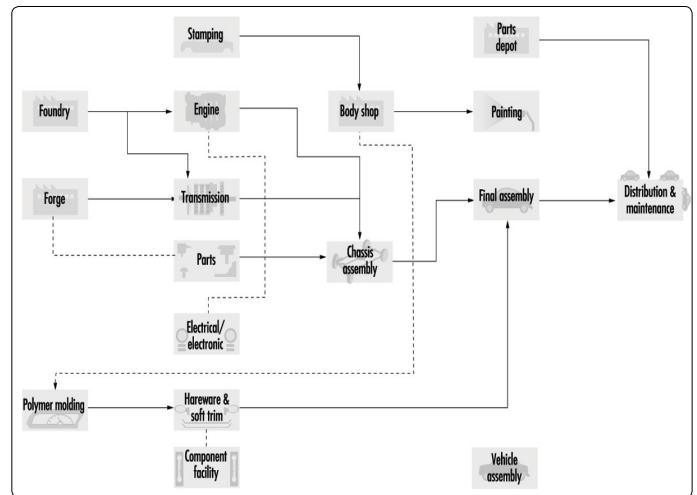 Stamping
Parts
depot
Foundry
Engine
Body shop
Painting
Forge
Transmission
Final assembly
Distribution &
maintenance
Parts
Chassis
assembly
Electrical/
electronic
Polymer molding
Hareware &
soft trim
Component
facility
Vehicle
assembly